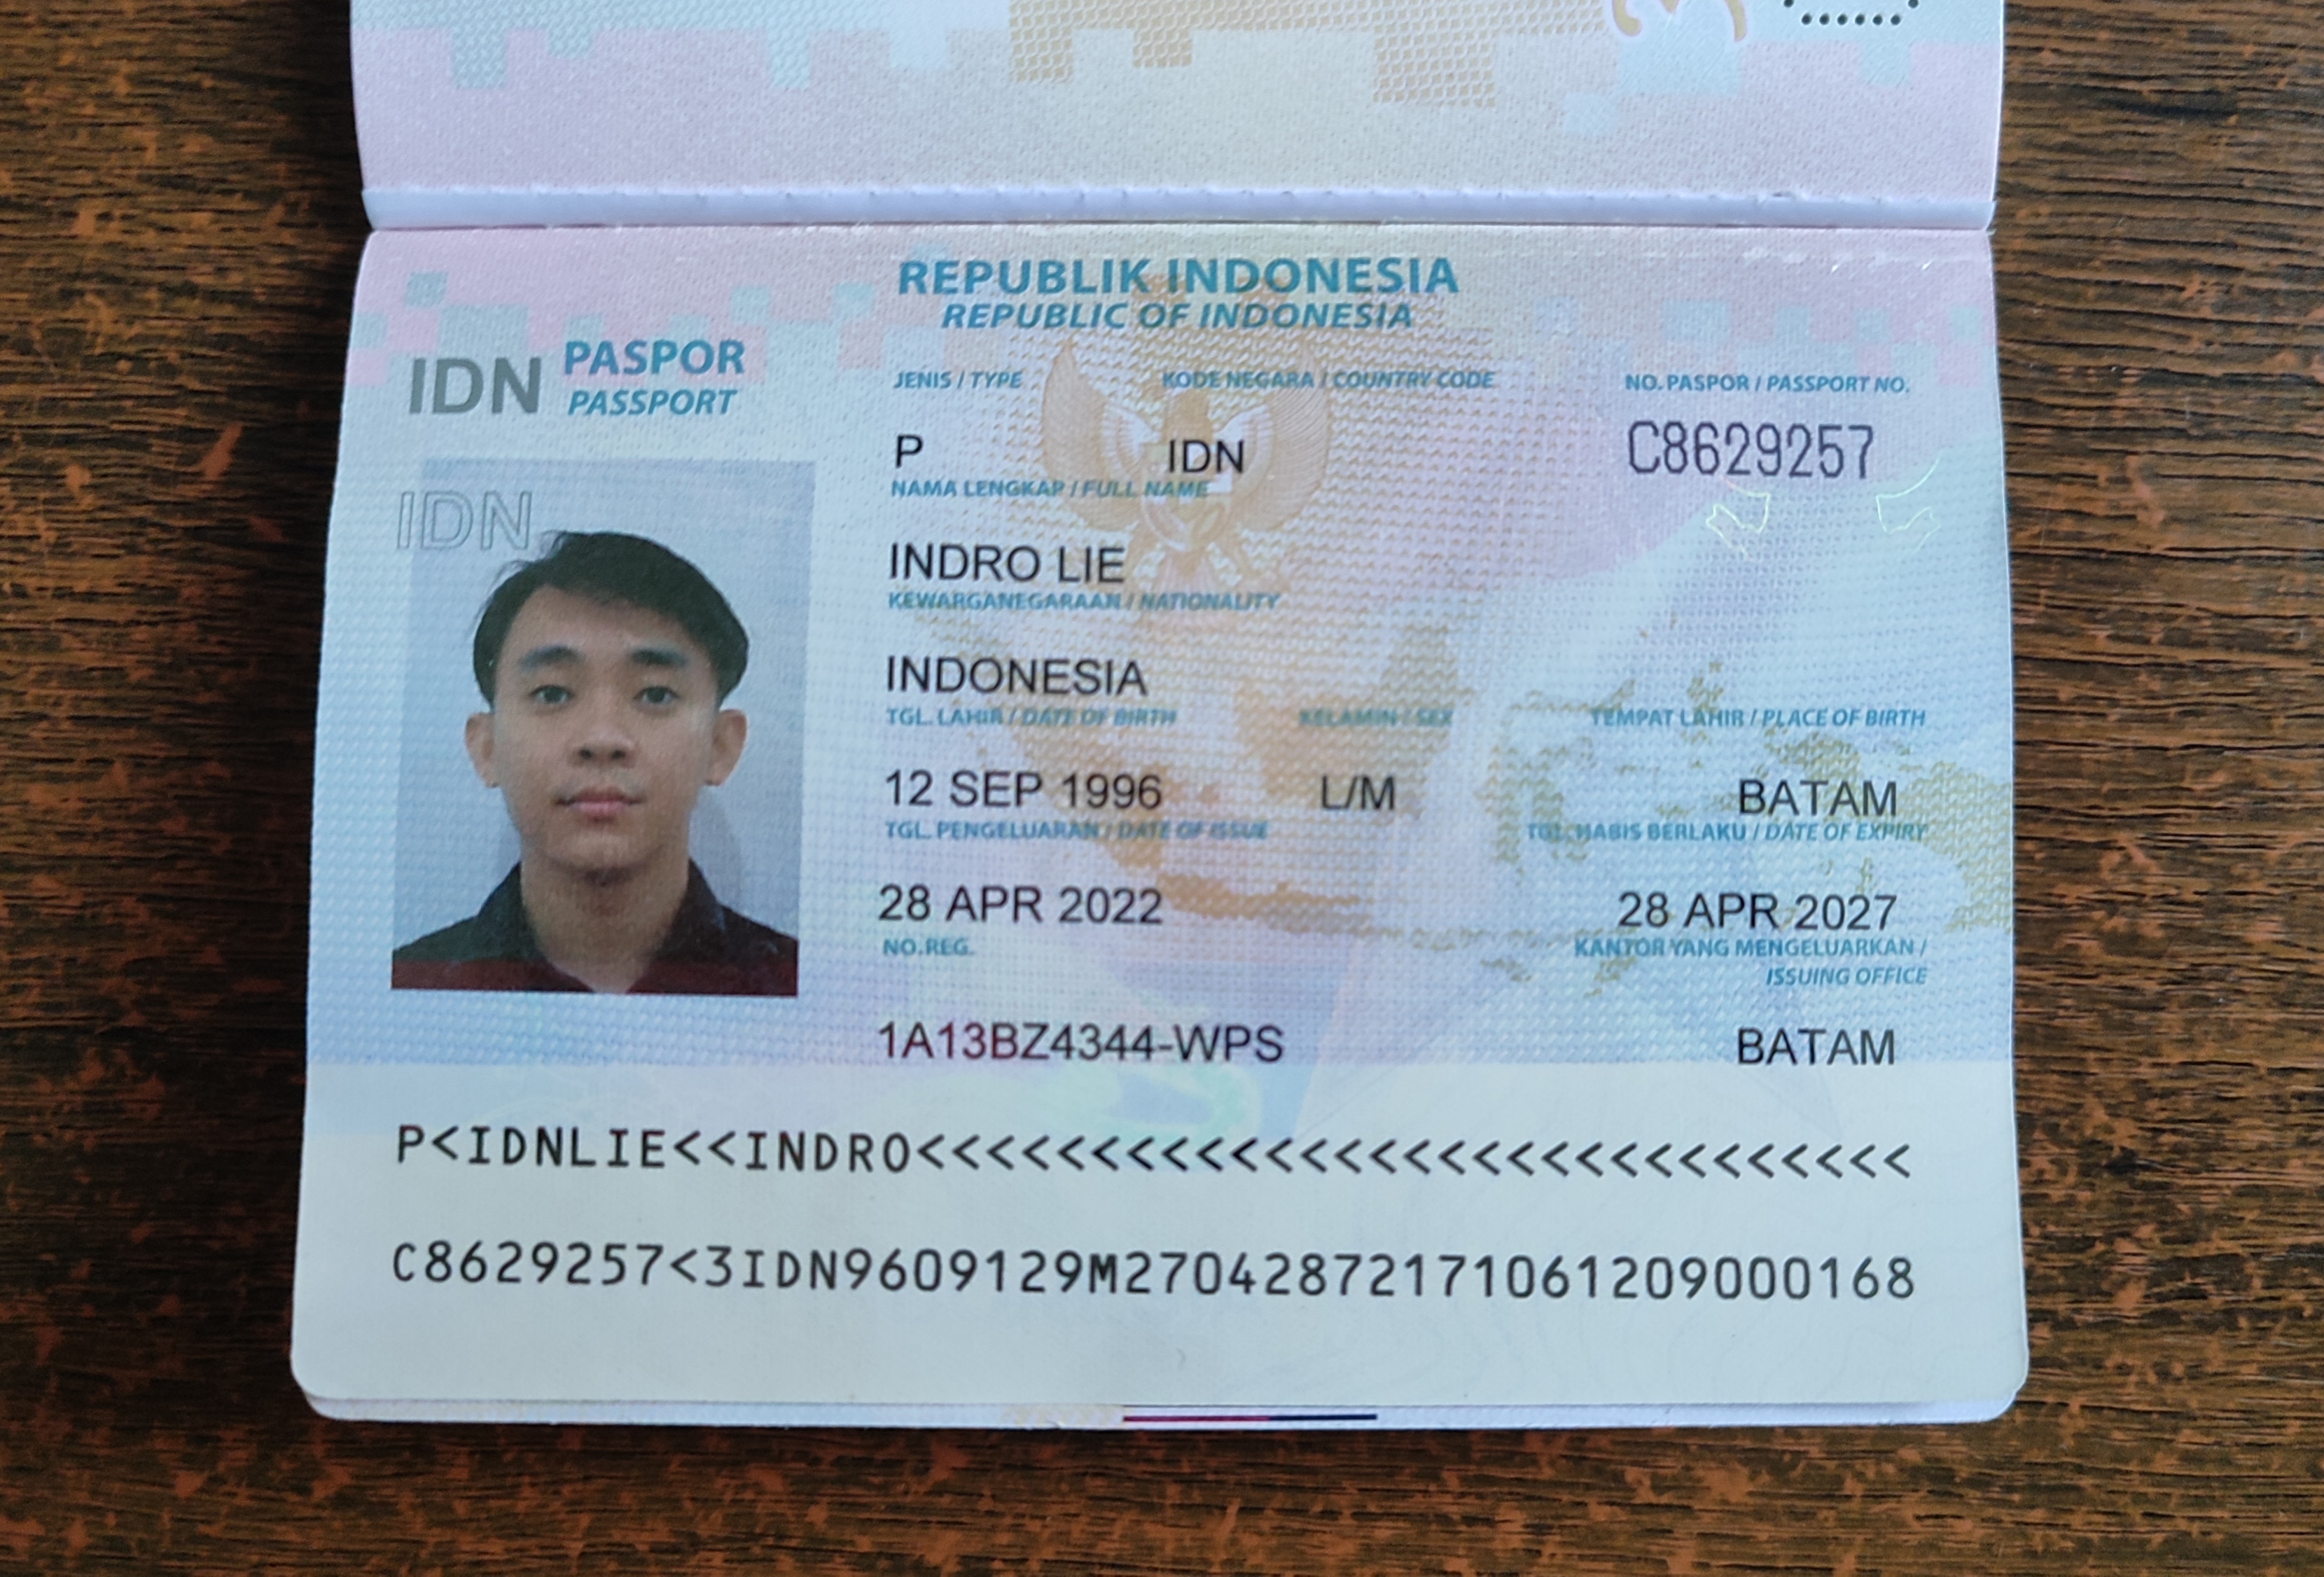 REPUBLIK INDONESIA
REPUBLIC OF INDONESIA
IDN PASPOR
PASSPORT
JENIS / TYPE KODE NEGARA / COUNTRY CODE NO. PASPOR / PASSPORT NO.
P IDN C8629257
NAMA LENGKAP / FULL NAME
IDN
INDRO LIE
KEWARGANEGARAAN / NATIONALITY
INDONESIA
TGL. LAHIR / DATE OF BIRTH KELAMIN / SEX TEMPAT LAHIR / PLACE OF BIRTH
12 SEP 1996 L/M BATAM
TGL. PENGELUARAN / DATE OF ISSUE TGL. HABIS BERLAKU / DATE OF EXPIRY
28 APR 2022 28 APR 2027
NO.REG. KANTOR YANG MENGELUARKAN /
ISSUING OFFICE
1A13BZ4344-WPS BATAM
P<IDNLIE<<INDRO<<<<<<<<<<<<<<<<<<<<<<<<<<<<<
C8629257<3IDN9609129M27042872171061209000168